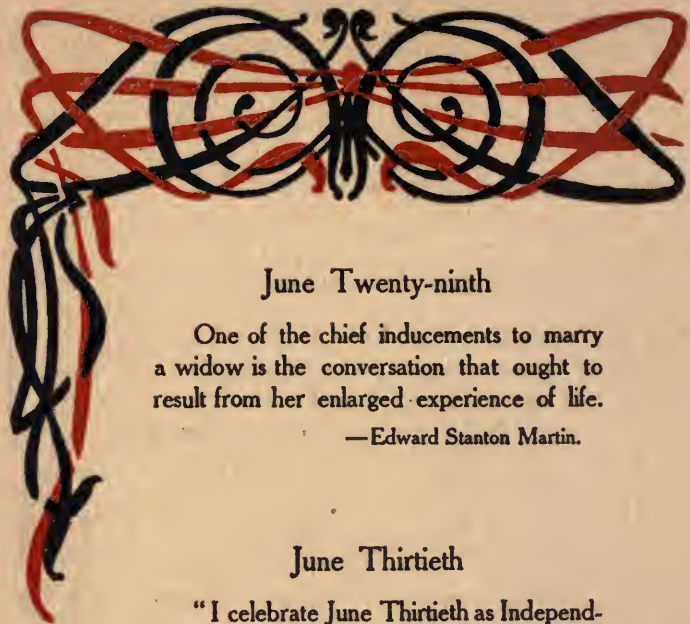 June Twenty-ninth
One of the chief inducements to marry
a widow is the conversation that ought to
result from her enlarged experience of life.
—Edward Stanton Martin.
June Thirtieth
"I celebrate June Thirtieth as Independ-